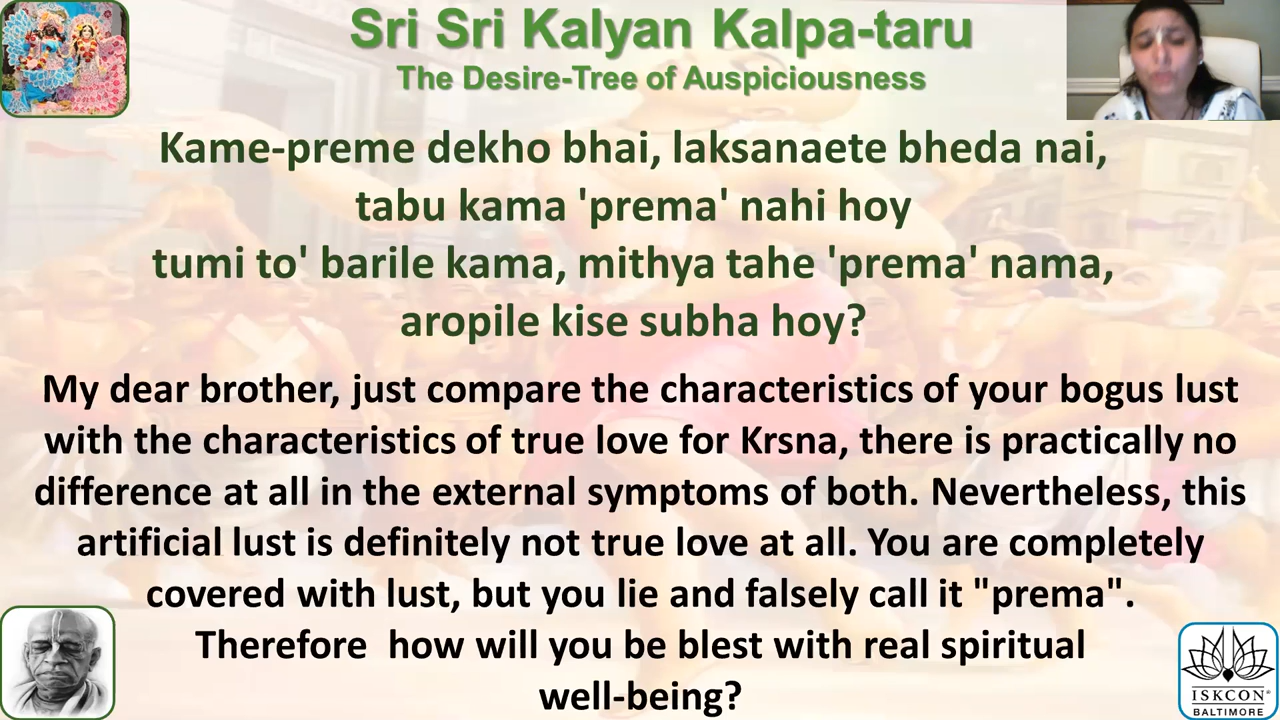 Sri Sri Kalyan Kalpa-taru
The Desire-Tree of Auspiciousness
Kame-preme dekho bhai, laksanaete bheda nai,
tabu kama 'prema' nahi hoy
tumi to' barile kama, mithya tahe 'prema' nama,
aropile kise subha hoy?
My dear brother, just compare the characteristics of your bogus lust
with the characteristics of true love for Krsna, there is practically no
difference at all in the external symptoms of both. Nevertheless, this
artificial lust is definitely not true love at all. You are completely
covered with lust, but you lie and falsely call it "prema".
Therefore how will you be blest with real spiritual
well-being?
ISKCON®
BALTIMORE